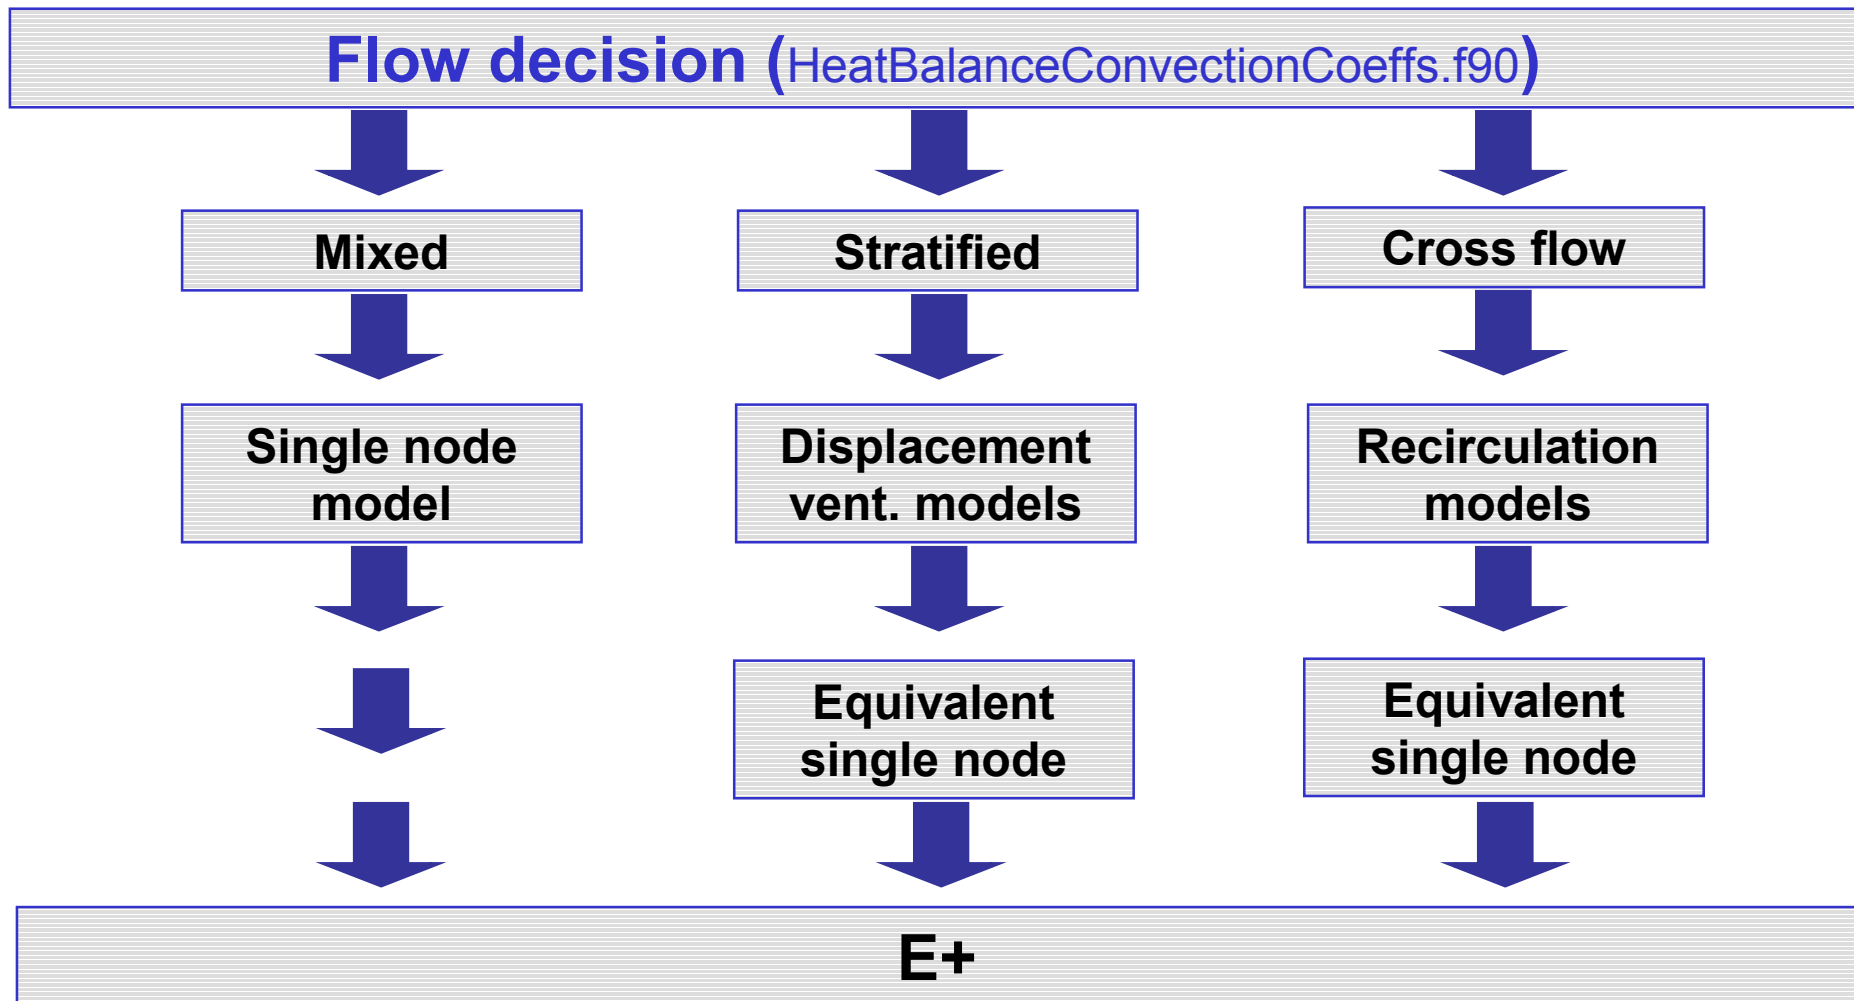 Flow decision (HeatBalanceConvectionCoeffs.f90)
Mixed
Stratified
Cross flow
Single node
model
Displacement
vent. models
Recirculation
models
Equivalent
single node
Equivalent
single node
E+